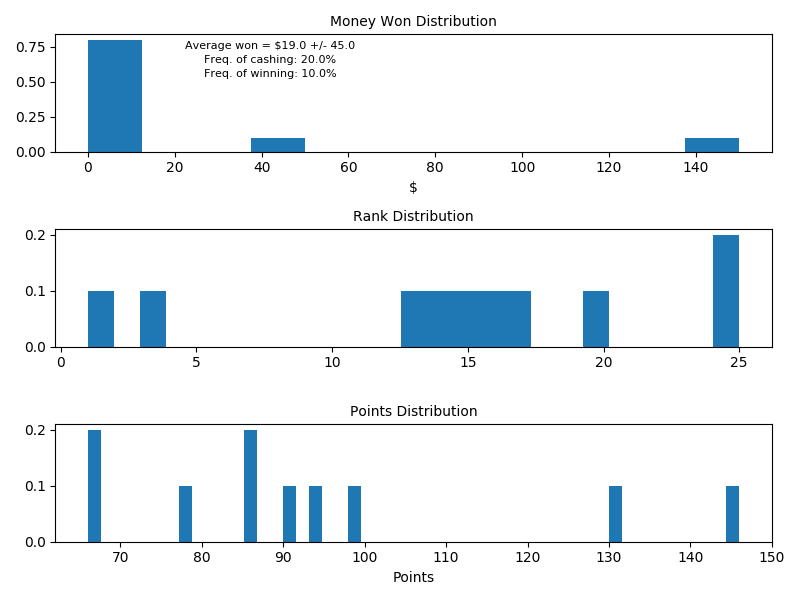 Money Won Distribution
Average won = $19.0 +/- 45.0
Freq. of cashing: 20.0%
Freq. of winning: 10.0%
0.75
0.50
0.25
0.00
0 20 40 60 80 100 120 140
$
Rank Distribution
0.2
0.1
0.0
0 5 10 15 20 25
Points Distribution
0.2
0.1
0.0
70 80 90 100 110 120 130 140 150
Points